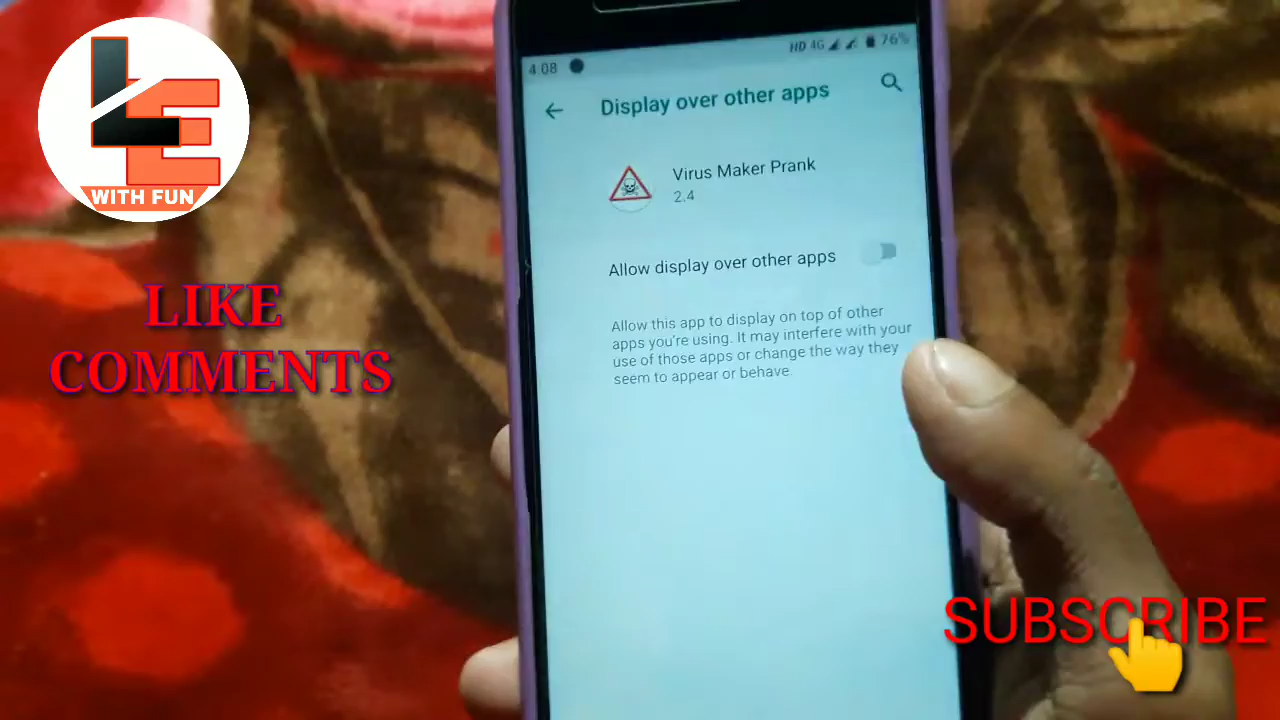 LE
WITH FUN
LIKE
COMMENTS
4:08
HD 4G 76%
Display over other apps
Virus Maker Prank
2.4
Allow display over other apps
Allow this app to display on top of other
apps you're using. It may interfere with your
use of those apps or change the way they
seem to appear or behave.
SUBSCRIBE